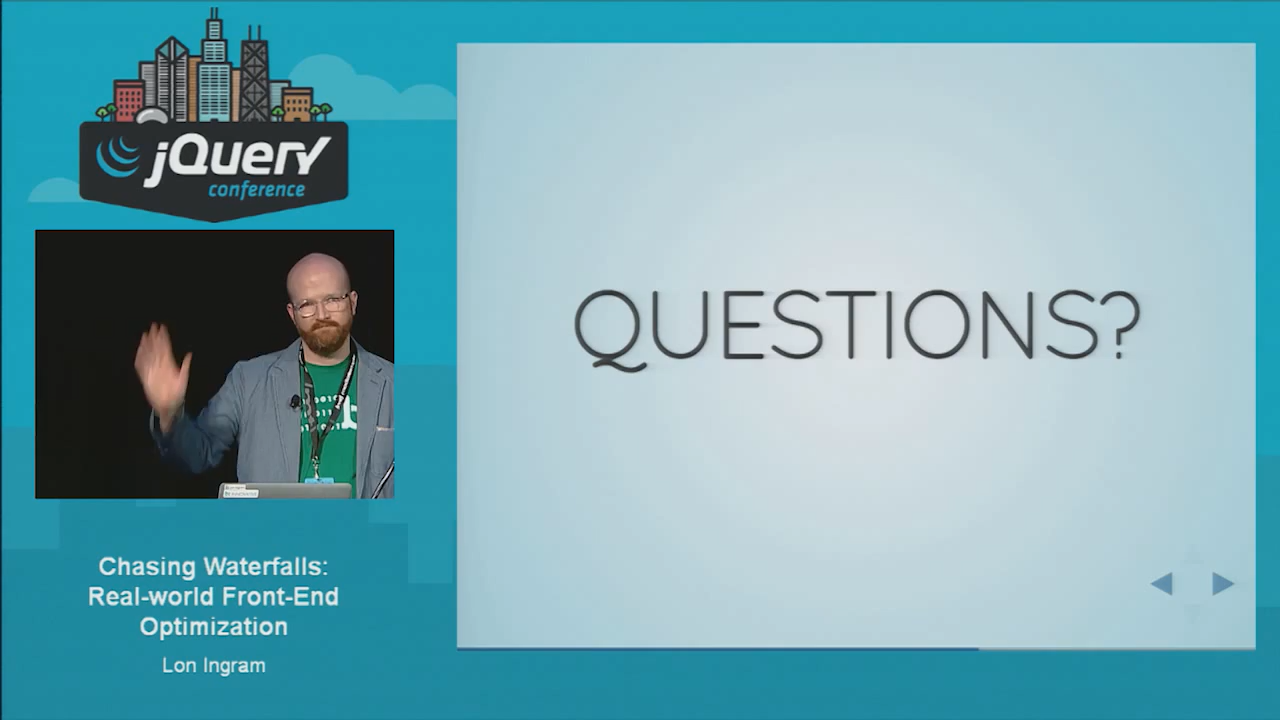 jQuery
conference
QUESTIONS?
Chasing Waterfalls:
Real-world Front-End
Optimization
Lon Ingram